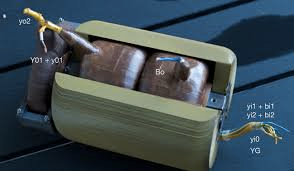 yo2
Y01 + y01
Bo
yi1 + bi1
yi2 + bi2
yi0
YG